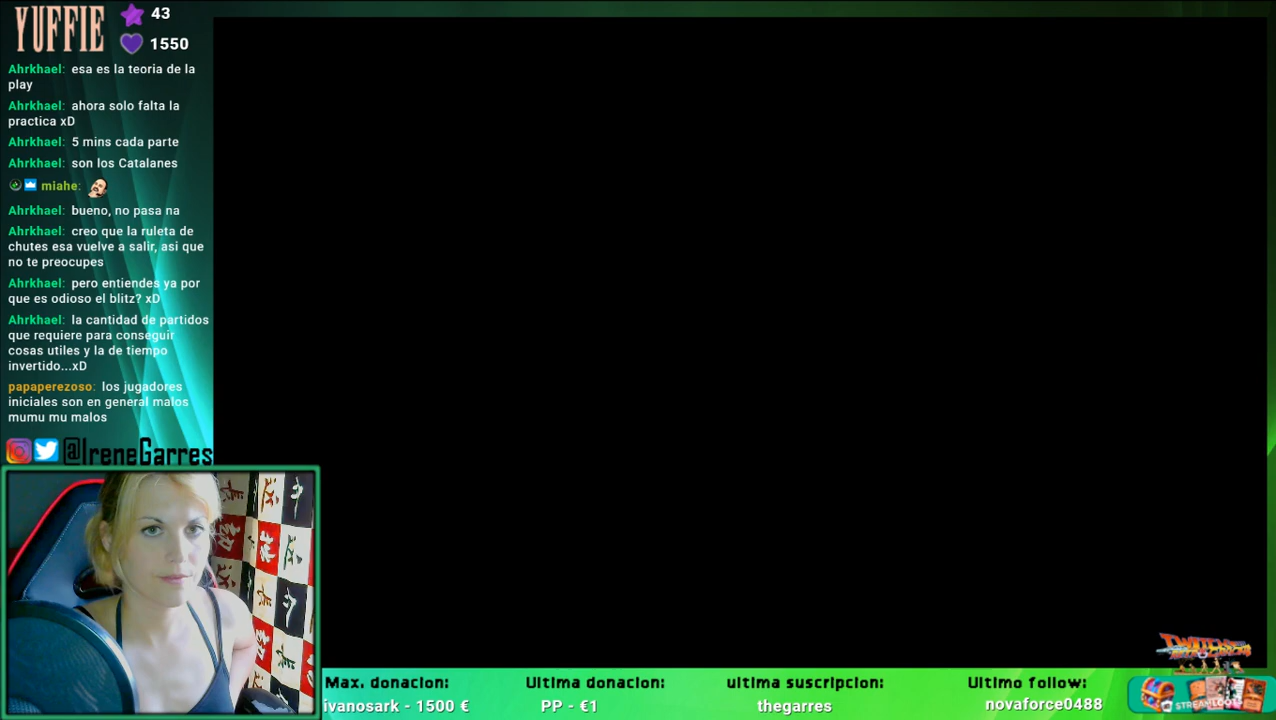 YUFFIE
43
1550
Ahrkhael: esa es la teoria de la
play
Ahrkhael: ahora solo falta la
practica xD
Ahrkhael: 5 mins cada parte
Ahrkhael: son los Catalanes
miahe:
Ahrkhael: bueno, no pasa na
Ahrkhael: creo que la ruleta de
chutes esa vuelve a salir, asi que
no te preocupes
Ahrkhael: pero entiendes ya por
que es odioso el blitz? xD
Ahrkhael: la cantidad de partidos
que requiere para conseguir
cosas utiles y la de tiempo
invertido...xD
papaperezoso: los jugadores
iniciales son en general malos
mumu mu malos
@IreneGarres
Max. donacion:
ivanosark - 1500 €
Ultima donacion:
PP - €1
ultima suscripcion:
thegarres
Ultimo follow:
novaforce0488
STREAMLOOTS